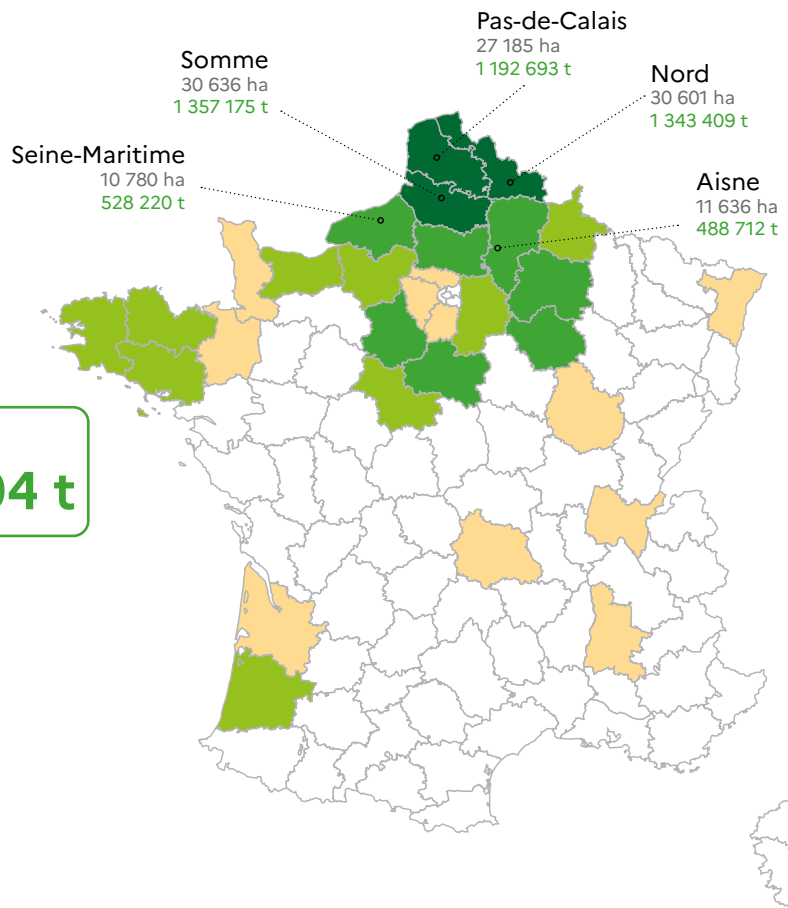 Pas-de-Calais
27 185 ha
1 192 693 t
Somme
30 636 ha
1 357 175 t
Nord
30 601 ha
1 343 409 t
Seine-Maritime
10 780 ha
528 220 t
Aisne
11 636 ha
488 712 t
4 t